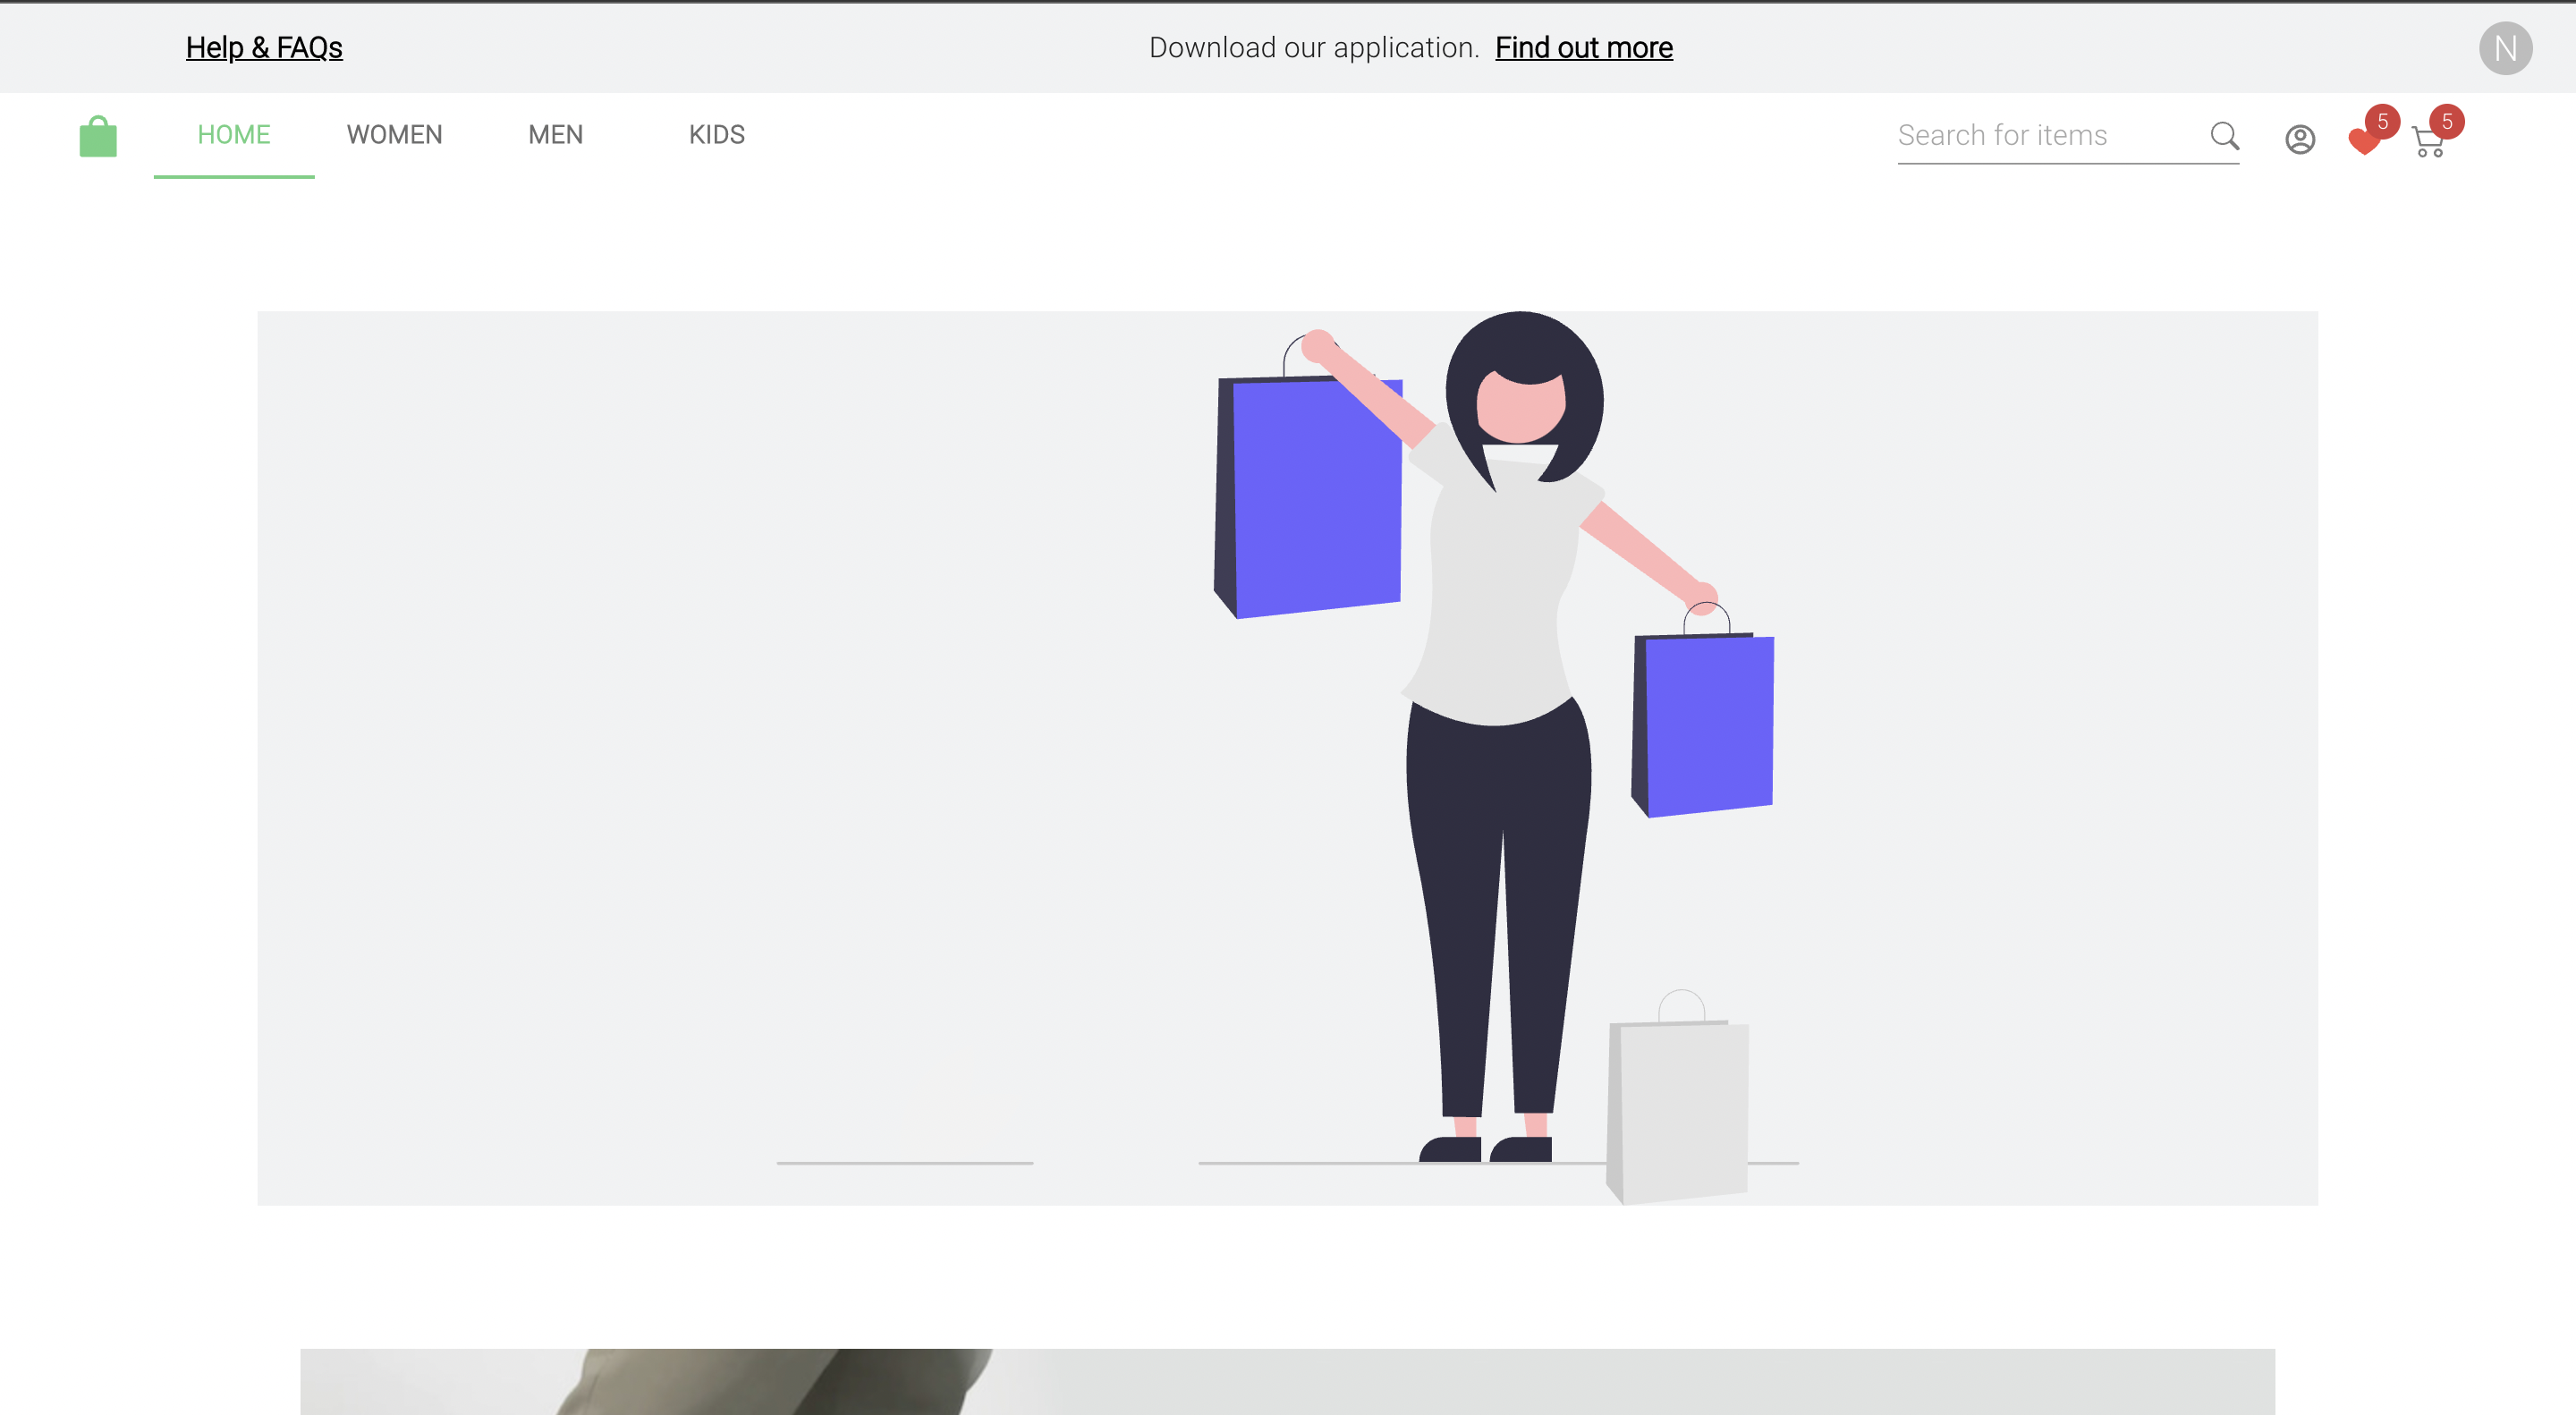 Help & FAQs
Download our application. Find out more
N
HOME
WOMEN
MEN
KIDS
Search for items
5
5